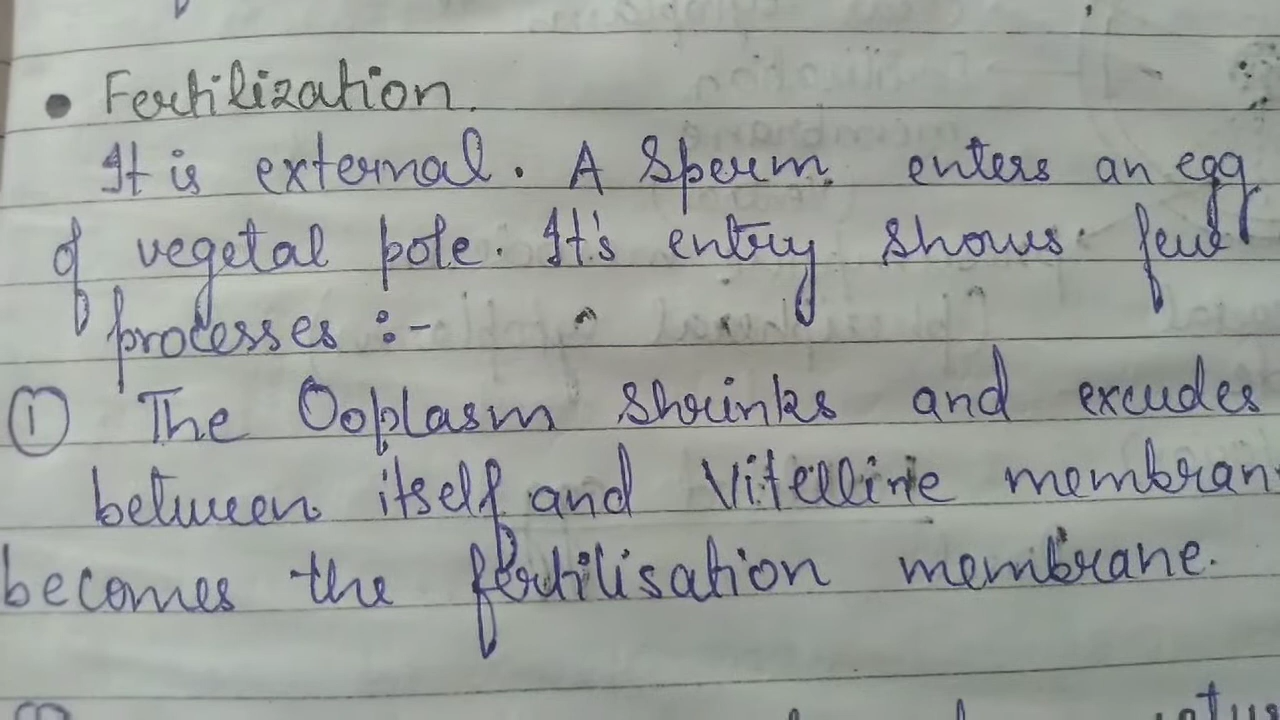 • Fertilization.
It is external. A Sperm enters an egg
of vegetal pole. It's entry shows few
processes :-
① The Ooplasm shrinks and excudes
between itself and Vitelline membran
becomes the fertilisation membrane.